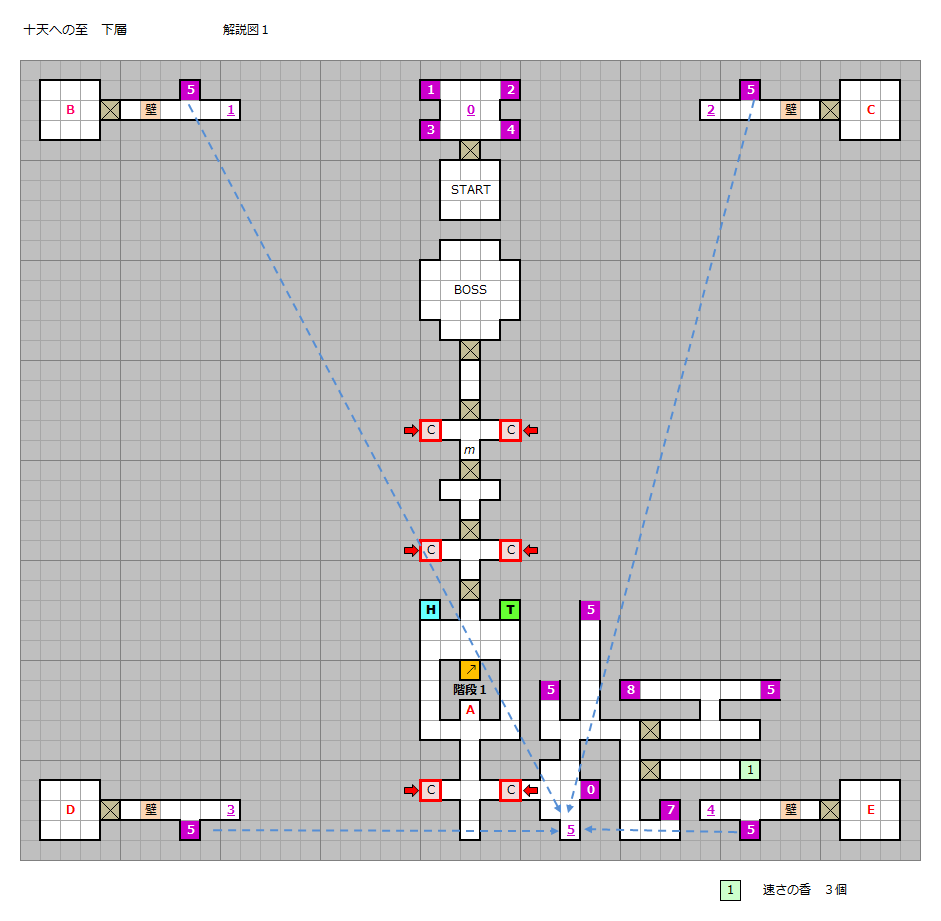 十天への至 下層 解説図１
5 1 2 5
B 壁 1 0 2 壁 C
3 4
START
BOSS
C C
m
C C
H T 5
↗
階段１ 5 8 5
A
1
C C 0
D 壁 3 7 4 壁 E
5 5 5
1 速さの香 ３個